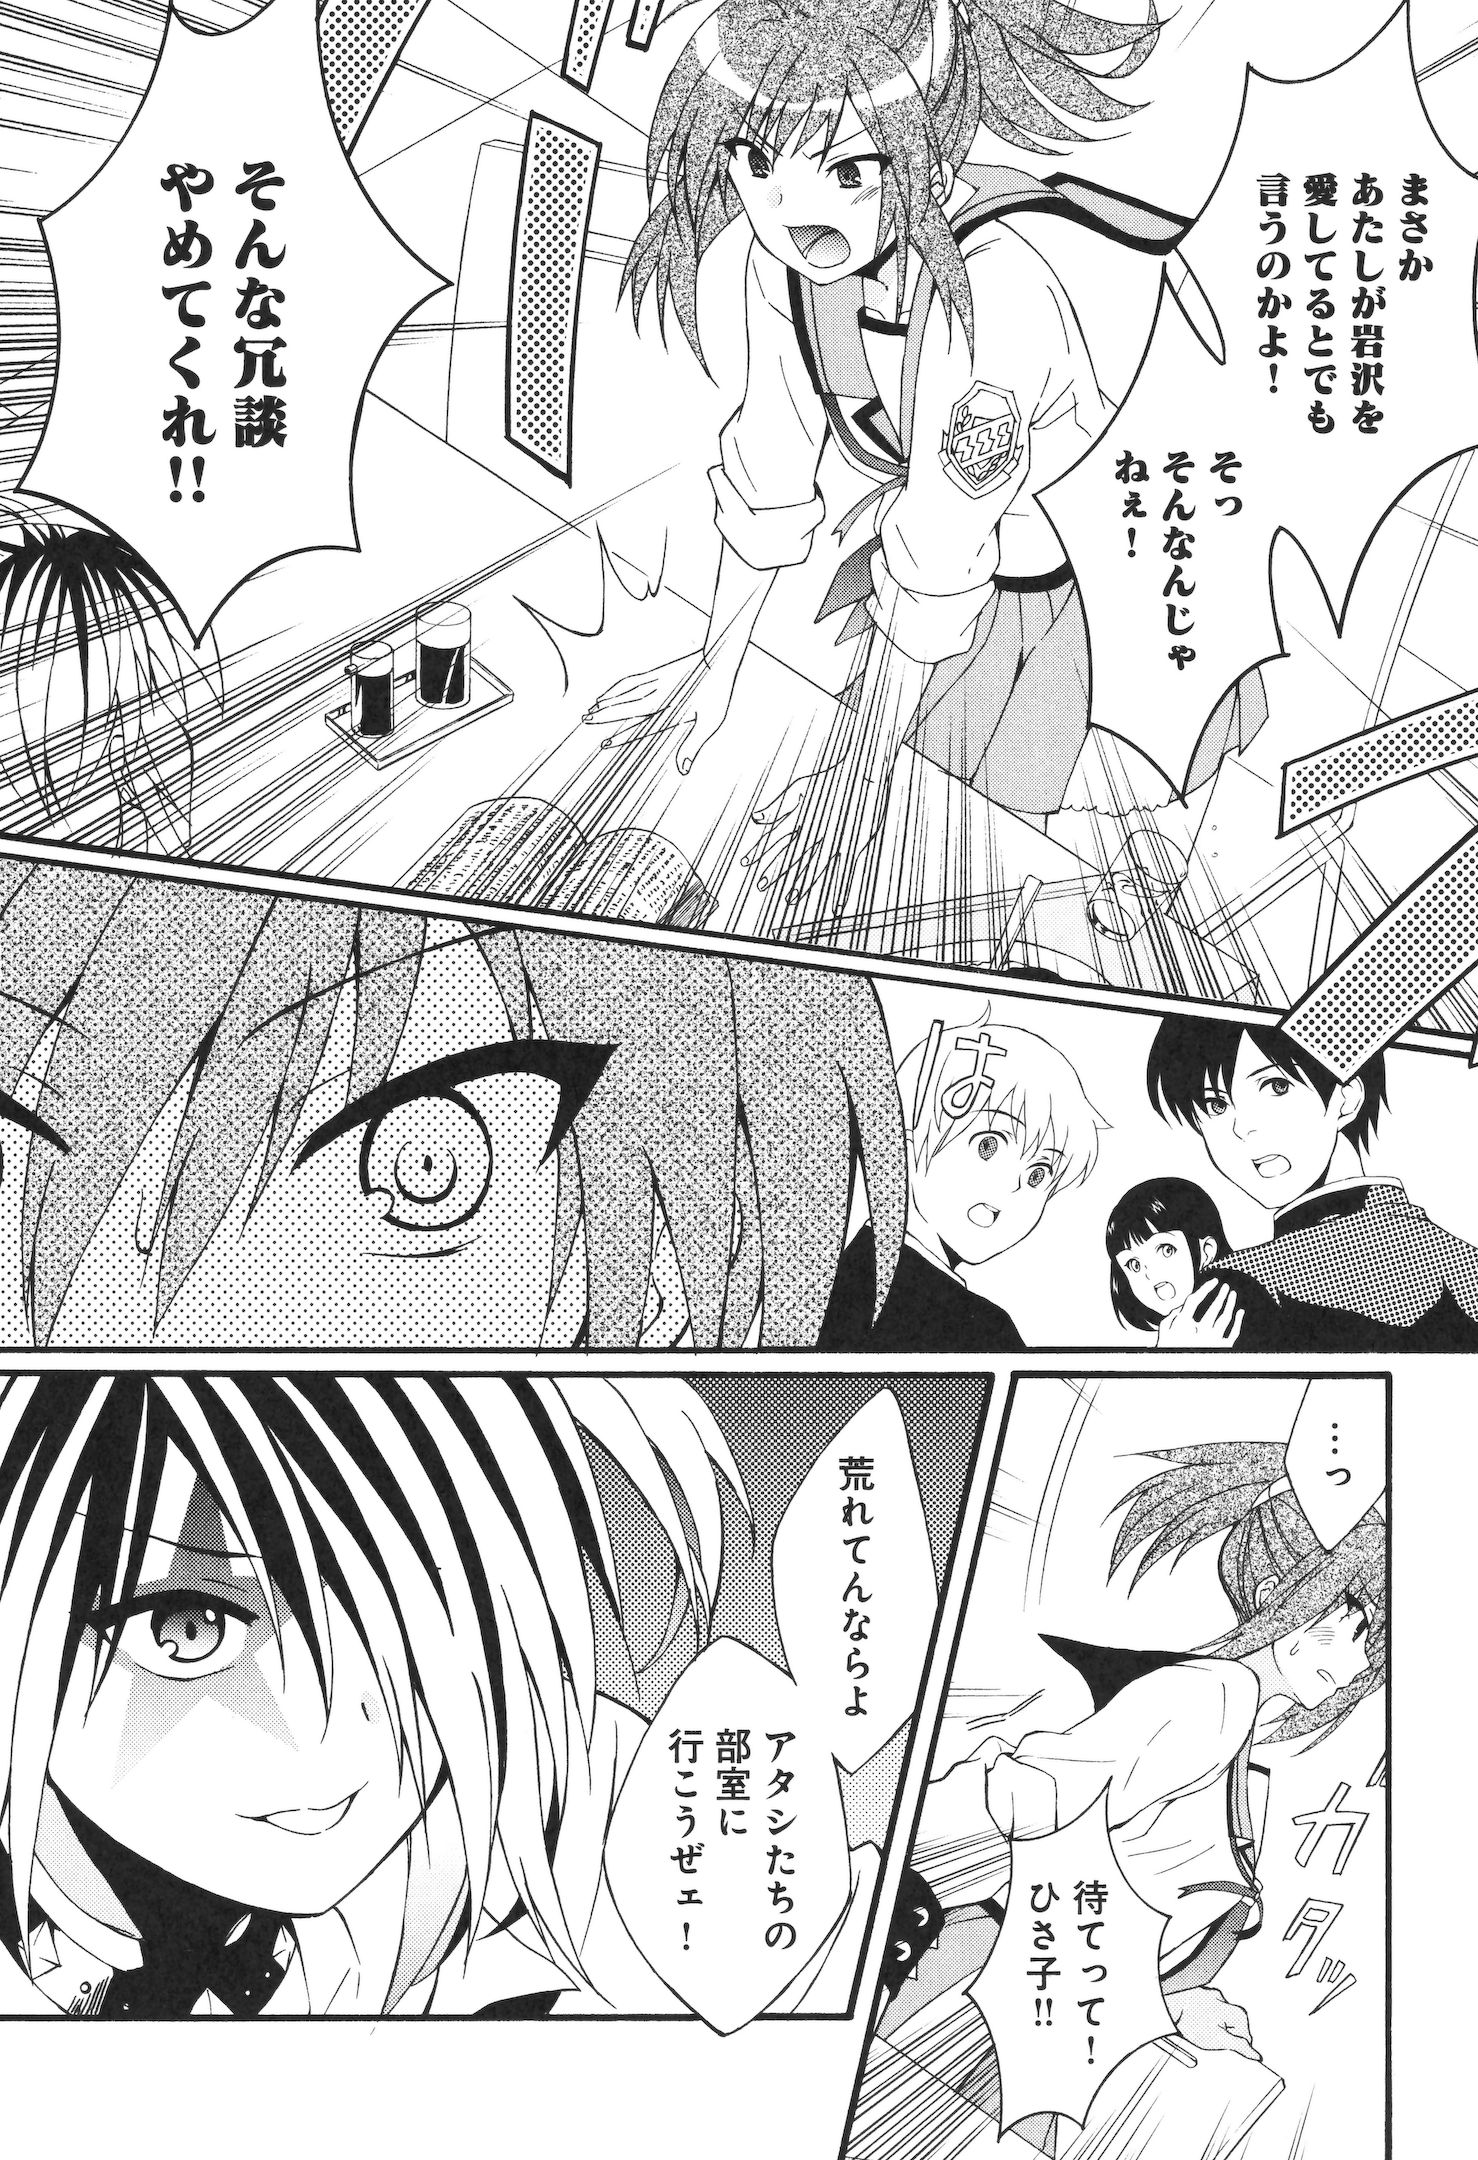 まさか
あたしが岩沢を
愛してるとでも
言うのかよ！
そっ
そんなんじゃ
ねぇ！
そんな冗談
やめてくれ!!
は
…っ
ガタッ
待てって！
ひさ子!!
荒れてんならよ
アタシたちの
部室に
行こうぜェ！